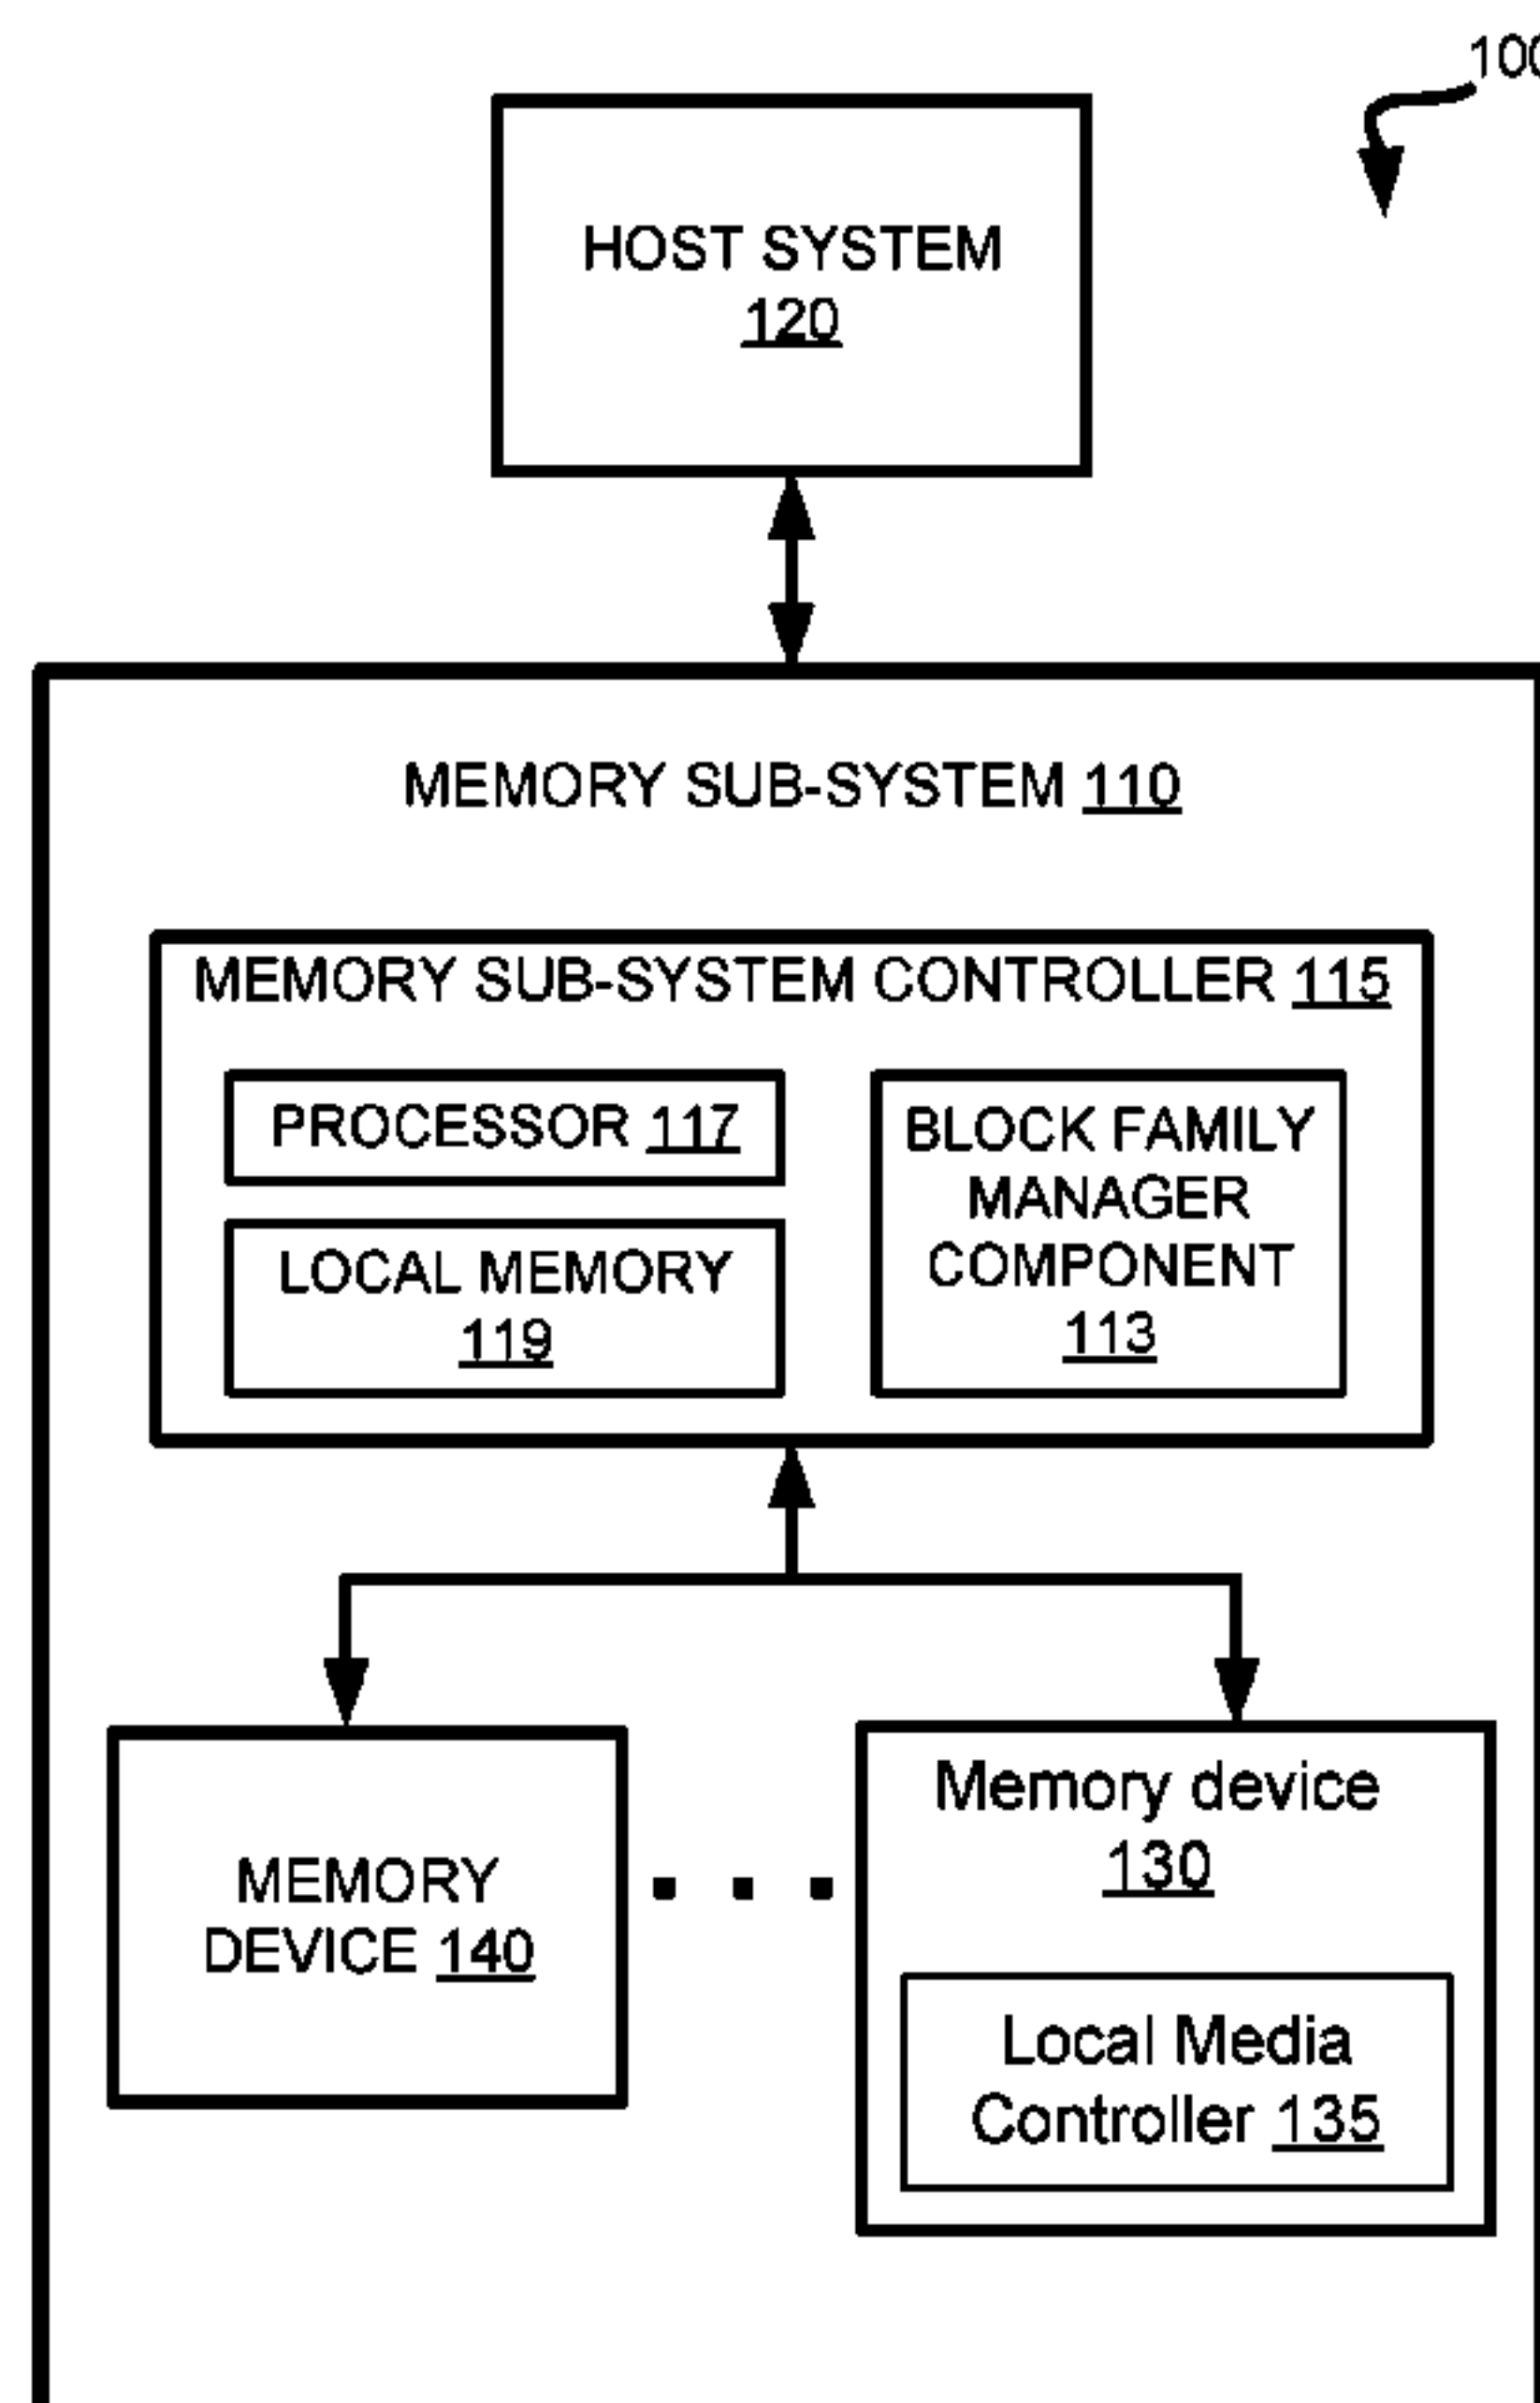 100
HOST SYSTEM
120
MEMORY SUB-SYSTEM 110
MEMORY SUB-SYSTEM CONTROLLER 115
PROCESSOR 117
LOCAL MEMORY
119
BLOCK FAMILY
MANAGER
COMPONENT
113
MEMORY
DEVICE 140
Memory device
130
Local Media
Controller 135